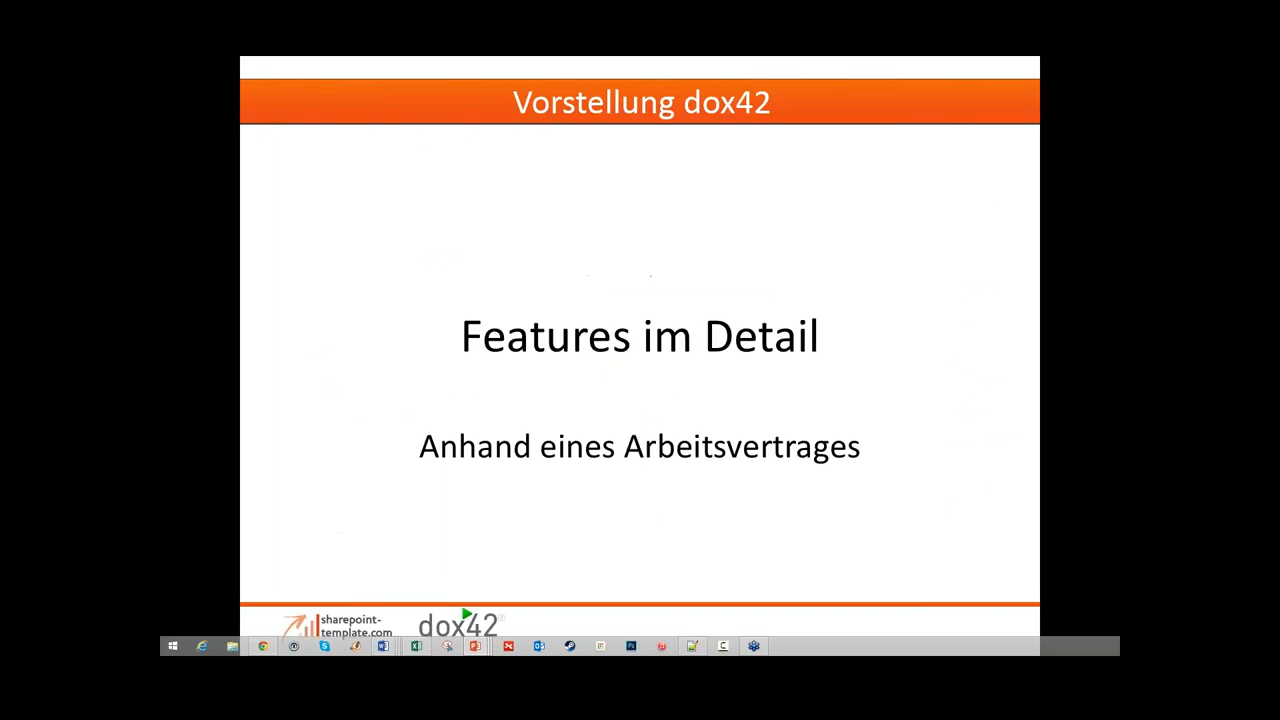 Vorstellung dox42
Features im Detail
Anhand eines Arbeitsvertrages
sharepoint-
template.com
dox42